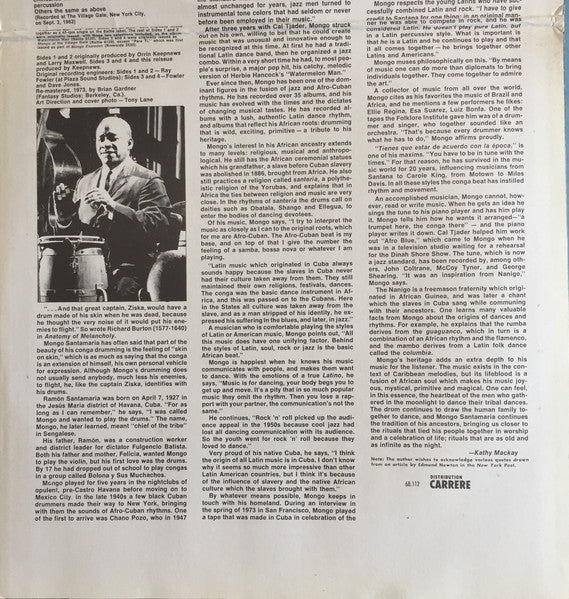 percussion
Others the same as above
(Recorded at The Village Gate, New York City,
on Sept. 3, 1962)
Sides 1 and 2 originally produced by Orrin Keepnews
and Larry Maxwell. Sides 3 and 4 and this reissue
produced by Keepnews.
Original recording engineers: Sides 1 and 2—Ray
Fowler (at Plaza Sound Studios); Sides 3 and 4—Fowler
and Dave Jones.
Re-mastered, 1973, by Brian Gardner
(Fantasy Studios; Berkeley, Ca.).
Art Direction and cover photo — Tony Lane
". . . And that great captain, Ziska, would have a
drum made of his skin when he was dead, because
he thought the very noise of it would put his ene-
mies to flight." So wrote Richard Burton (1577-1640)
in Anatomy of Melancholy.
Mongo Santamaria has often said that part of the
beauty of his conga drumming is the feeling of "skin
on skin," which is as much as saying that the conga
is an extension of himself, his own personal vehicle
for expression. Although Mongo's drumming does
not usually send anybody, much less his enemies,
to flight, he, like the captain Ziska, identifies with
his drums.
Ramón Santamaria was born on April 7, 1927 in
the Jesús Maria district of Havana, Cuba. "For as
long as I can remember," he says, "I was called
Mongo and wanted to play the drums." The name,
Mongo, he later learned, meant "chief of the tribe"
in Sengalese.
His father, Ramón, was a construction worker
and district leader for dictator Fulgencio Batista.
Both his father and mother, Felicia, wanted Mongo
to play the violin, but his first love was the drums.
By 17 he had dropped out of school to play congas
in a group called Bolona y Sus Muchachos.
Mongo played for five years in the nightclubs of
opulent, pre-Castro Havana before moving on to
Mexico City. In the late 1940s a few black Cuban
drummers made their way to New York, bringing
with them the sounds of Afro-Cuban rhythms. One
of the first to arrive was Chano Pozo, who in 1947
almost unchanged for years, jazz men turned to
instrumental tone colors that had seldom or never
before been employed in their music."
After three years with Cal Tjader, Mongo struck
out on his own, willing to bet that he could create
music that was unusual and innovative enough to
be recognized at this time. At first he had a tradi-
tional Latin dance band, then he organized a jazz
combo. Within a very short time he had, to most peo-
ple's surprise, a major pop hit, his catchy, melodic
version of Herbie Hancock's "Watermelon Man."
Ever since then, Mongo has been one of the dom-
inant figures in the fusion of jazz and Afro-Cuban
rhythms. He has recorded over 35 albums, and his
music has evolved with the times and the dictates
of changing musical tastes. He has recorded al-
bums with a lush, authentic Latin dance rhythm,
and albums that reflect his African roots: drumming
that is wild, exciting, primitive—a tribute to his
heritage.
Mongo's interest in his African ancestry extends
to many levels: religious, musical and anthropo-
logical. He still has the African ceremonial statues
which his grandfather, a slave before Cuban slavery
was abolished in 1886, brought from Africa. He also
still practices a religion called santeria, a polythe-
istic religion of the Yorubas, and explains that in
Africa the ties between religion and music are very
close. In the rhythms of santeria the drums call on
deities such as Obatala, Shango and Ellegua, to
enter the bodies of dancing devotees.
Of his music, Mongo says, "I try to interpret the
music as closely as I can to the original roots, which
for me are Afro-Cuban. The Afro-Cuban beat is my
base, and on top of that I give the number the
feeling of a samba, bossa nova or whatever I am
playing.
"Latin music which originated in Cuba always
sounds happy because the slaves in Cuba never
had their culture taken away from them. They still
maintained their own religions, festivals, dances.
The conga was the basic dance instrument in Af-
rica, and this was passed on to the Cubans. Here
in the States all culture was taken away from the
slave, and as a man stripped of his identity, he ex-
pressed his suffering in the blues, and later, in jazz."
A musician who is comfortable playing the styles
of Latin or American music, Mongo points out, "All
this music does have one unifying factor. Behind
the styles of Latin, soul, rock or jazz is the basic
African beat."
Mongo is happiest when he knows his music
communicates with people, and makes them want
to dance. With the emotions of a true Latino, he
says, "Music is for dancing, your body begs you to
get up and move. It's a pity that in so much popular
music they omit the rhythm. Then you lose a rap-
port with your partner, the communication's not the
same."
He continues, "Rock 'n' roll picked up the audi-
ence appeal in the 1950s because cool jazz had
lost all dancing communication with its audience.
So the youth went for rock 'n' roll because they
loved to dance."
Very proud of his native Cuba, he says, "I think
the origin of all Latin music is in Cuba. I don't know
why it seems so much more impressive than other
Latin American countries, but I think it's because
of the influence of slavery and the native African
culture which the slaves brought with them."
By whatever means possible, Mongo keeps in
touch with his homeland. During an interview in
the spring of 1973 in San Francisco, Mongo played
a tape that was made in Cuba in celebration of the
Mongo respects the young Latins who have suc-
cessfully combined Latin and rock. "I have to give
credit to Santana for one thing: in an original man-
ner he was able to compete in rock, and he was
considered Latin. He doesn't play pure Latin but
in a Latin percussive style. What is important is
that he is a Latin and he continues to play and that
it all comes together—he brings together other
Latins and Americans."
Mongo muses philosophically on this. "By means
of music one can do more than diplomats to bring
individuals together. They come together to admire
the art."
A collector of music from all over the world,
Mongo cites as his favorites the music of Brazil and
Africa, and he mentions a few performers he likes:
Ellie Regina, Esa Suarez, Luiz Bonfa. One of the
tapes the Folklore Institute gave him was of a drum-
mer and singer, who together sounded like an
orchestra. "That's because every drummer knows
what he has to do," Mongo affirms proudly.
"Tienes que estar de acuerdo con la época," is
one of his maxims. "You have to be in tune with the
times." For that reason, he has survived in the mu-
sic world for 20 years, influencing musicians from
Santana to Carole King, from Motown to Miles
Davis. In all these styles the conga beat has instilled
rhythm and movement.
An accomplished musician, Mongo cannot, how-
ever, read or write music. When he gets an idea he
sings the tune to his piano player and has him play
it. Mongo tells him how he wants it arranged—"a
trumpet here, the conga there" — and the piano
player writes it down. Cal Tjader helped him work
out "Afro Blue," which came to Mongo when he
was in a television studio waiting for a rehearsal
for the Dinah Shore Show. The tune, which is now
a jazz standard, has been recorded by, among oth-
ers, John Coltrane, McCoy Tyner, and George
Shearing. "It was an inspiration from Nanigo,"
Mongo says.
The Nanigo is a freemason fraternity which origi-
nated in African Guinea, and was later a chant
which the slaves in Cuba sang while communing
with their ancestors. One learns many valuable
facts from Mongo about the origins of dances and
rhythms. For example, he explains that the rumba
derives from the guaguanco, which in turn is a
combination of an African rhythm and the flamenco,
and the mambo derives from a Latin folk dance
called the columbia.
Mongo's heritage adds an extra depth to his
music for the listener. The music exists in the con-
text of Caribbean melodies, but its lifeblood is a
fusion of African soul which makes his music joy-
ous, mystical, primitive and magical. One can feel,
in this essence, the heartbeat of the men who gath-
ered in the moonlight to dance their tribal dances.
The drum continues to draw the human family to-
gether to dance, and Mongo Santamaria continues
the tradition of his ancestors, bringing us closer to
the rituals that tied his people together in worship
and a celebration of life; rituals that are as old and
as infinite as the night.
—Kathy Mackay
Note: The author wishes to acknowledge various quotes drawn
from an article by Edmund Newton in the New York Post.
68.112
DISTRIBUTION
CARRERE